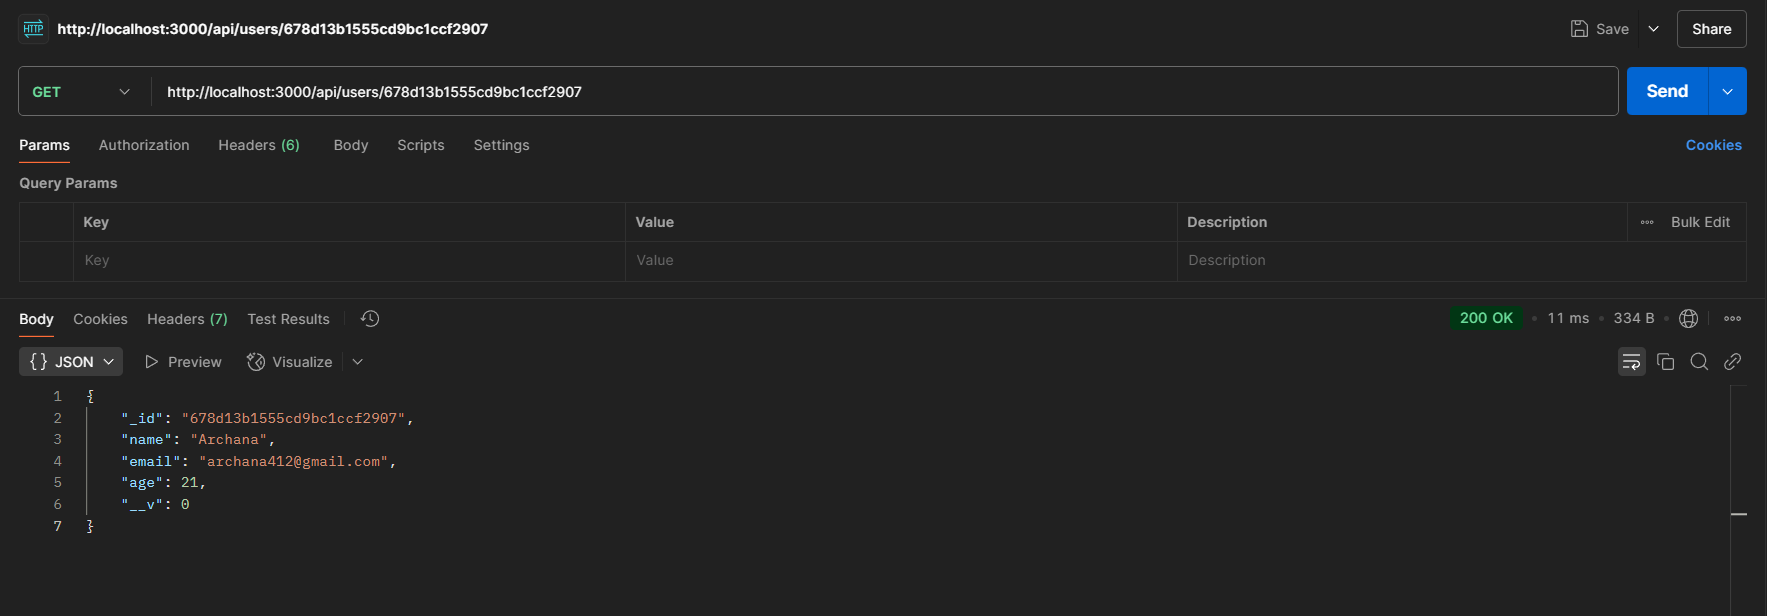 HTTP http://localhost:3000/api/users/678d13b1555cd9bc1ccf2907 Save Share
GET http://localhost:3000/api/users/678d13b1555cd9bc1ccf2907 Send
Params Authorization Headers (6) Body Scripts Settings Cookies
Query Params
Key Value Description Bulk Edit
Key Value Description
Body Cookies Headers (7) Test Results 200 OK • 11 ms • 334 B •
{} JSON Preview Visualize
1 {
2 "_id": "678d13b1555cd9bc1ccf2907",
3 "name": "Archana",
4 "email": "archana412@gmail.com",
5 "age": 21,
6 "__v": 0
7 }